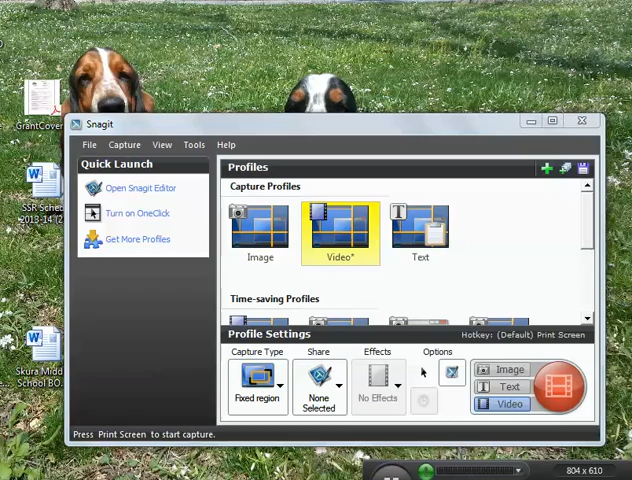 GrantCover
SSR Sched
2013-14 (2
Skura Midd
School BO
Snagit
File Capture View Tools Help
Quick Launch
Open Snagit Editor
Turn on OneClick
Get More Profiles
Profiles
Capture Profiles
Image Video* Text
Time-saving Profiles
Profile Settings Hotkey: (Default) Print Screen
Capture Type Share Effects Options
Fixed region
None
Selected
No Effects
Image
Text
Video
Press Print Screen to start capture.
804 x 610